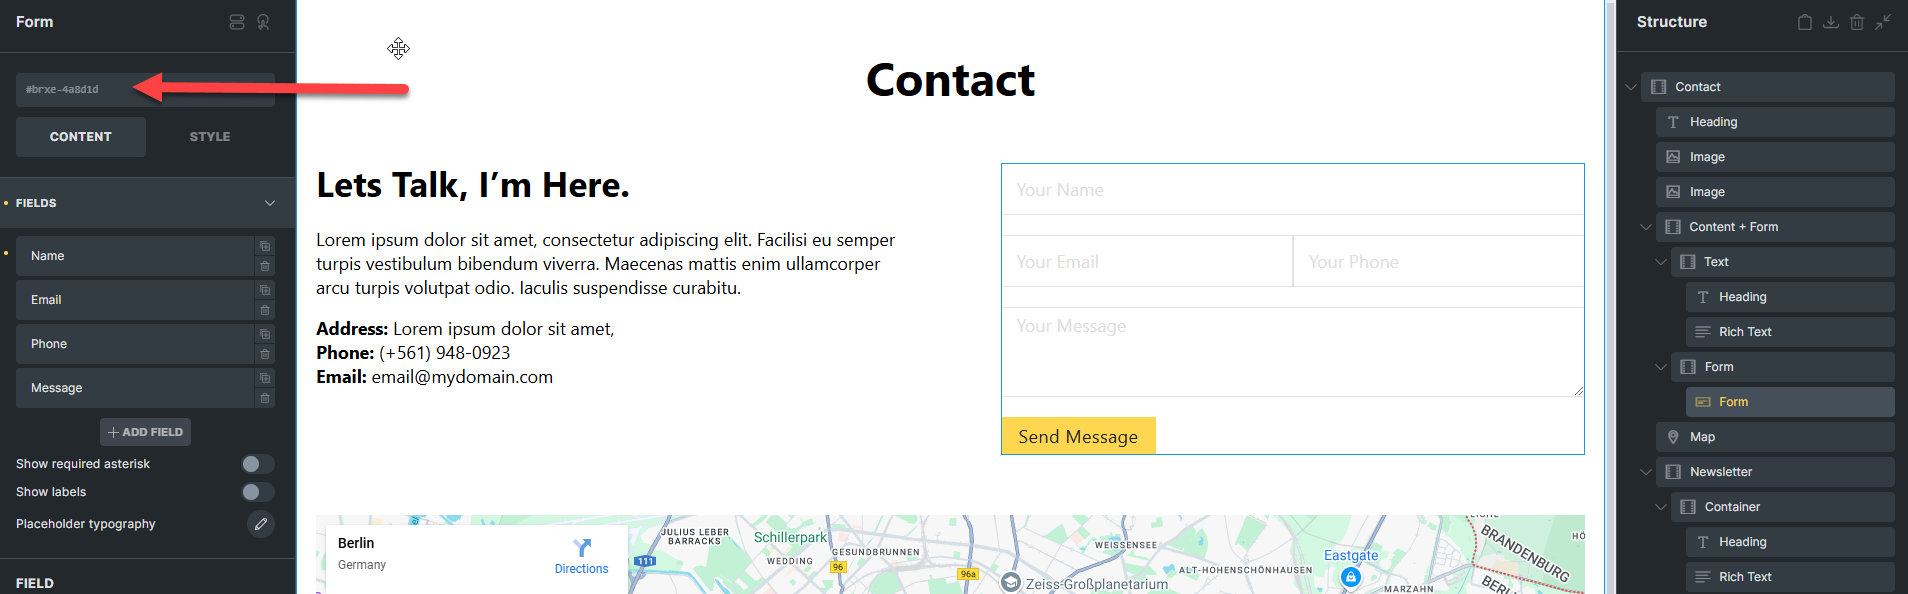 Form
#brxe-4a8d1d
CONTENT
STYLE
FIELDS
Name
Email
Phone
Message
+ ADD FIELD
Show required asterisk
Show labels
Placeholder typography
FIELD
Contact
Lets Talk, I’m Here.
Lorem ipsum dolor sit amet, consectetur adipiscing elit. Facilisi eu semper
turpis vestibulum bibendum viverra. Maecenas mattis enim ullamcorper
arcu turpis volutpat odio. Iaculis suspendisse curabitu.
Address: Lorem ipsum dolor sit amet,
Phone: (+561) 948-0923
Email: email@mydomain.com
Your Name
Your Email
Your Phone
Your Message
Send Message
Berlin
Germany
Directions
JULIUS LEBER
BARRACKS
111
Schillerpark
WEDDING
GESUNDBRUNNEN
96
96a
Zeiss-Großplanetarium
WEISSENSEE
ALT-HOHENSCHÖNHAUSEN
Eastgate
MARZAHN
BRANDENBURG
HÖ
Structure
Contact
Heading
Image
Image
Content + Form
Text
Heading
Rich Text
Form
Form
Map
Newsletter
Container
Heading
Rich Text